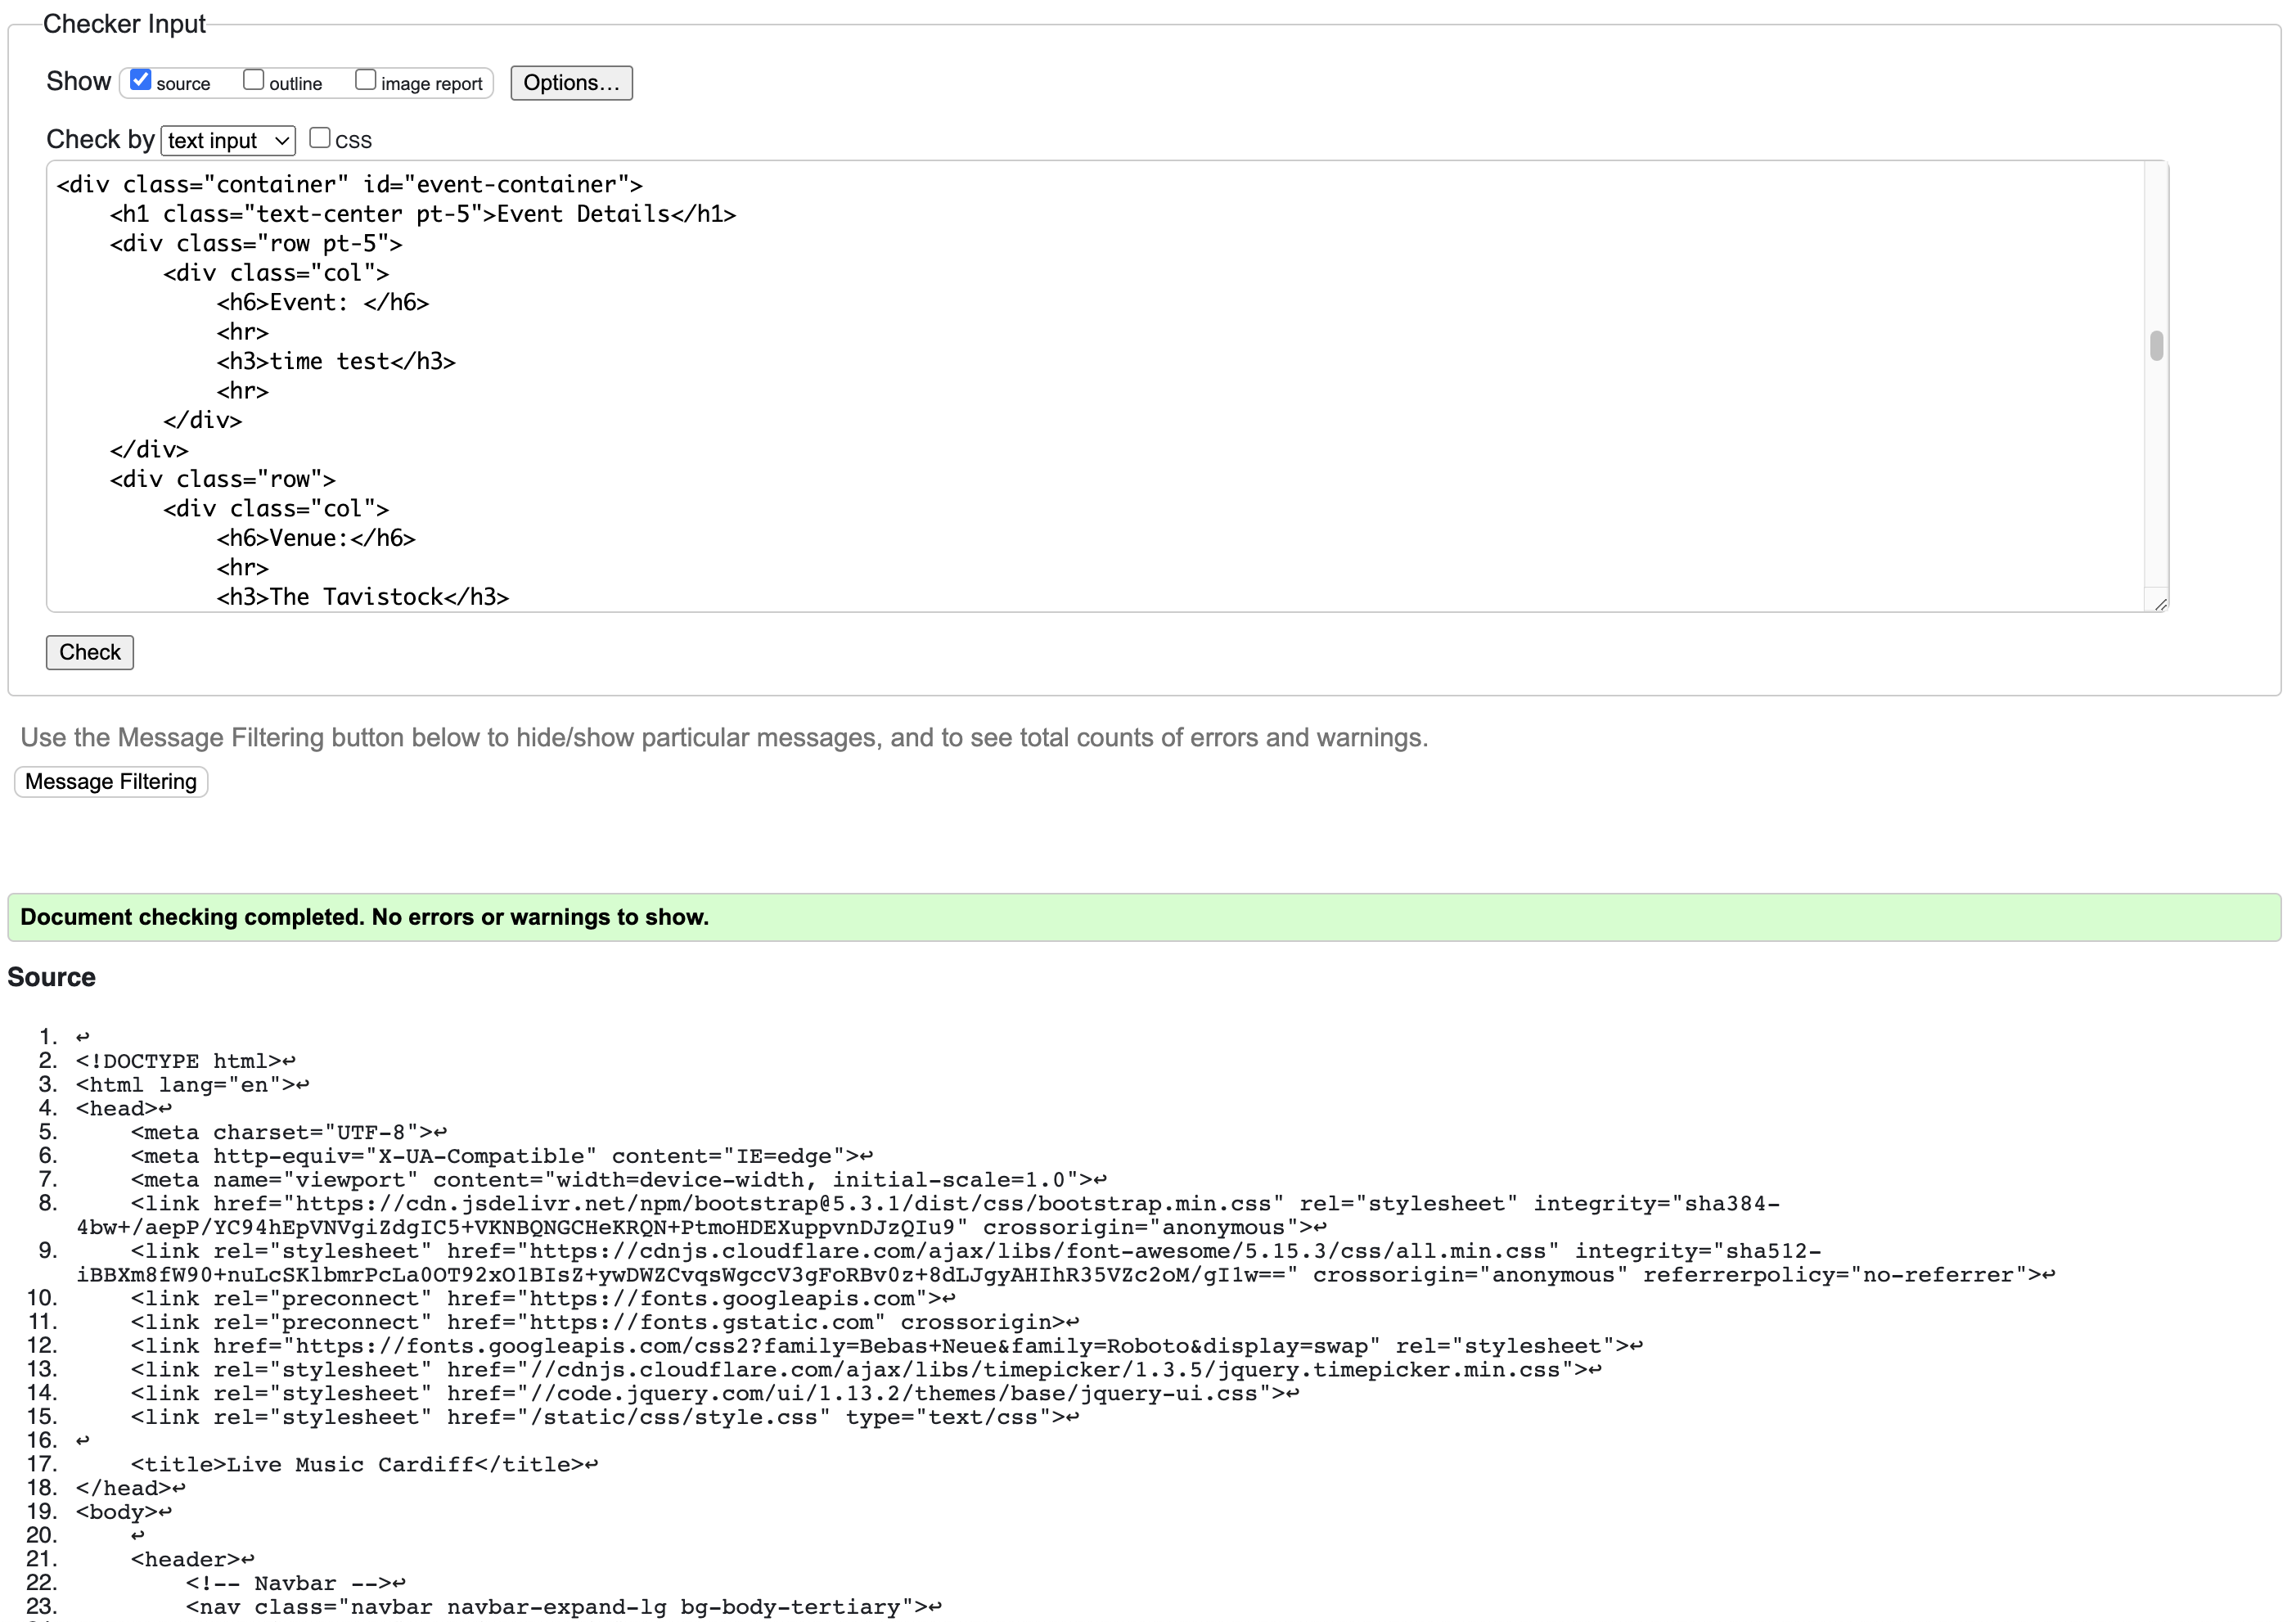 Checker Input
Show source outline image report Options...
Check by text input CSS
<div class="container" id="event-container">
    <h1 class="text-center pt-5">Event Details</h1>
    <div class="row pt-5">
        <div class="col">
            <h6>Event: </h6>
            <hr>
            <h3>time test</h3>
            <hr>
        </div>
    </div>
    <div class="row">
        <div class="col">
            <h6>Venue:</h6>
            <hr>
            <h3>The Tavistock</h3>
Check
Use the Message Filtering button below to hide/show particular messages, and to see total counts of errors and warnings.
Message Filtering
Document checking completed. No errors or warnings to show.
Source
1. ↩
2. <!DOCTYPE html>↩
3. <html lang="en">↩
4. <head>↩
5.     <meta charset="UTF-8">↩
6.     <meta http-equiv="X-UA-Compatible" content="IE=edge">↩
7.     <meta name="viewport" content="width=device-width, initial-scale=1.0">↩
8.     <link href="https://cdn.jsdelivr.net/npm/bootstrap@5.3.1/dist/css/bootstrap.min.css" rel="stylesheet" integrity="sha384-
4bw+/aepP/YC94hEpVNVgiZdgIC5+VKNBQNGCHeKRQN+PtmoHDEXuppvnDJzQIu9" crossorigin="anonymous">↩
9.     <link rel="stylesheet" href="https://cdnjs.cloudflare.com/ajax/libs/font-awesome/5.15.3/css/all.min.css" integrity="sha512-
iBBXm8fW90+nuLcSKlbmrPcLa0OT92xO1BIsZ+ywDWZCvqsWgccV3gFoRBv0z+8dLJgyAHIhR35VZc2oM/gI1w==" crossorigin="anonymous" referrerpolicy="no-referrer">↩
10.     <link rel="preconnect" href="https://fonts.googleapis.com">↩
11.     <link rel="preconnect" href="https://fonts.gstatic.com" crossorigin>↩
12.     <link href="https://fonts.googleapis.com/css2?family=Bebas+Neue&family=Roboto&display=swap" rel="stylesheet">↩
13.     <link rel="stylesheet" href="//cdnjs.cloudflare.com/ajax/libs/timepicker/1.3.5/jquery.timepicker.min.css">↩
14.     <link rel="stylesheet" href="//code.jquery.com/ui/1.13.2/themes/base/jquery-ui.css">↩
15.     <link rel="stylesheet" href="/static/css/style.css" type="text/css">↩
16. ↩
17.     <title>Live Music Cardiff</title>↩
18. </head>↩
19. <body>↩
20.     ↩
21.     <header>↩
22.         <!-- Navbar -->↩
23.         <nav class="navbar navbar-expand-lg bg-body-tertiary">↩